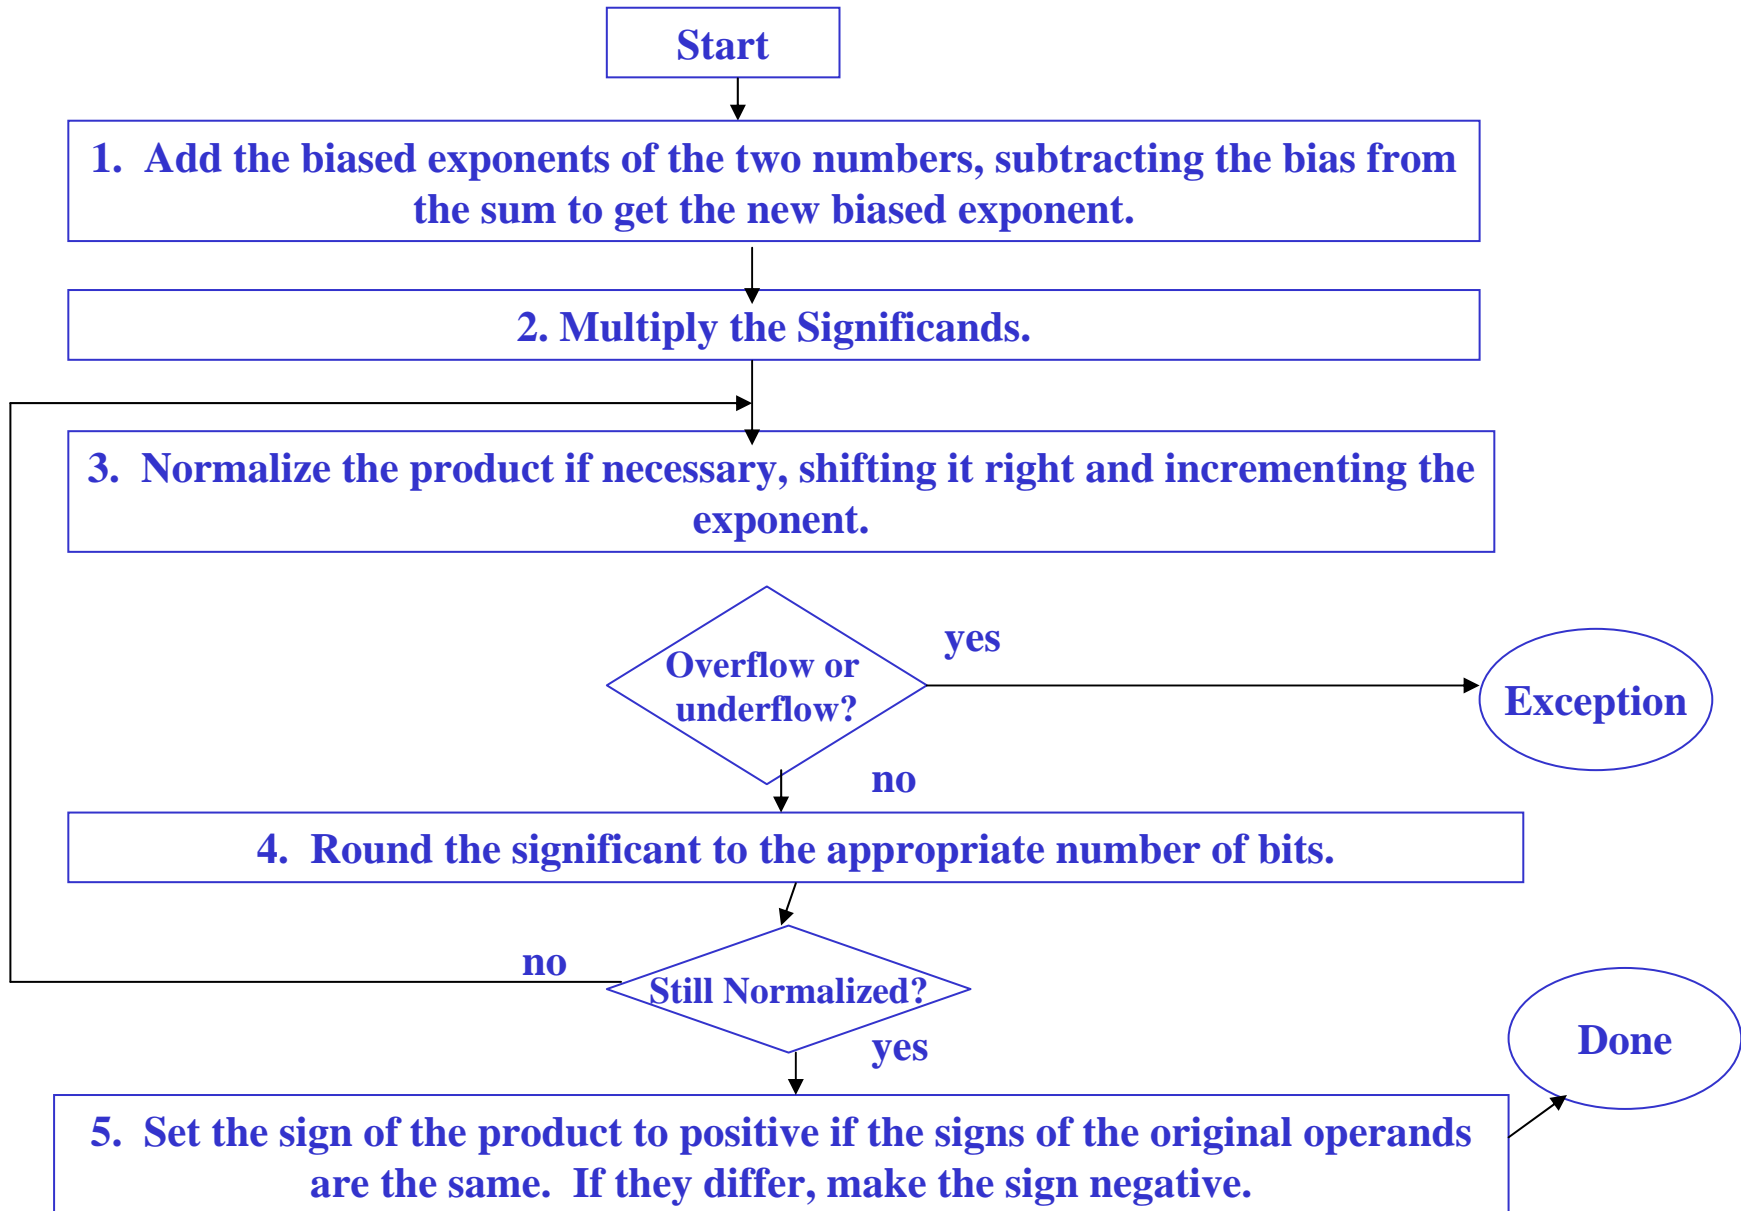 Start
1. Add the biased exponents of the two numbers, subtracting the bias from
the sum to get the new biased exponent.
2. Multiply the Significands.
3. Normalize the product if necessary, shifting it right and incrementing the
exponent.
Overflow or
underflow?
yes
Exception
no
4. Round the significant to the appropriate number of bits.
no
Still Normalized?
yes
Done
5. Set the sign of the product to positive if the signs of the original operands
are the same. If they differ, make the sign negative.